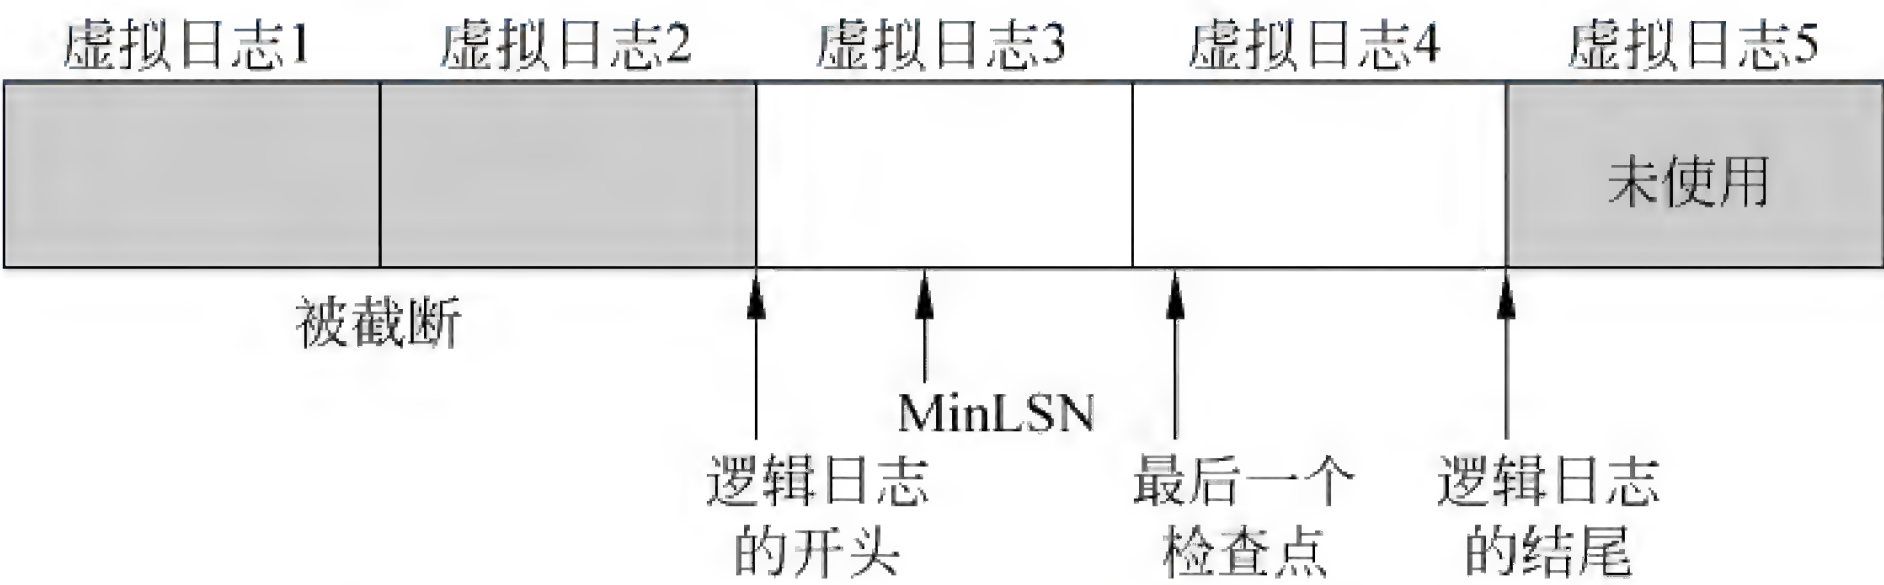 虚拟日志1 虚拟日志2 虚拟日志3 虚拟日志4 虚拟日志5
未使用
被截断
MinLSN
逻辑日志
的开头
最后一个
检查点
逻辑日志
的结尾